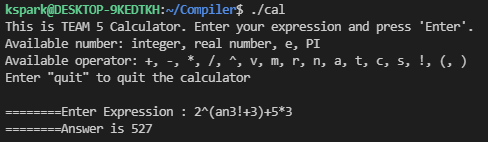 kspark@DESKTOP-9KEDTKH:~/Compiler$ ./cal
This is TEAM 5 Calculator. Enter your expression and press 'Enter'.
Available number: integer, real number, e, PI
Available operator: +, -, *, /, ^, v, m, r, n, a, t, c, s, !, (, )
Enter "quit" to quit the calculator
========Enter Expression : 2^(an3!+3)+5*3
========Answer is 527